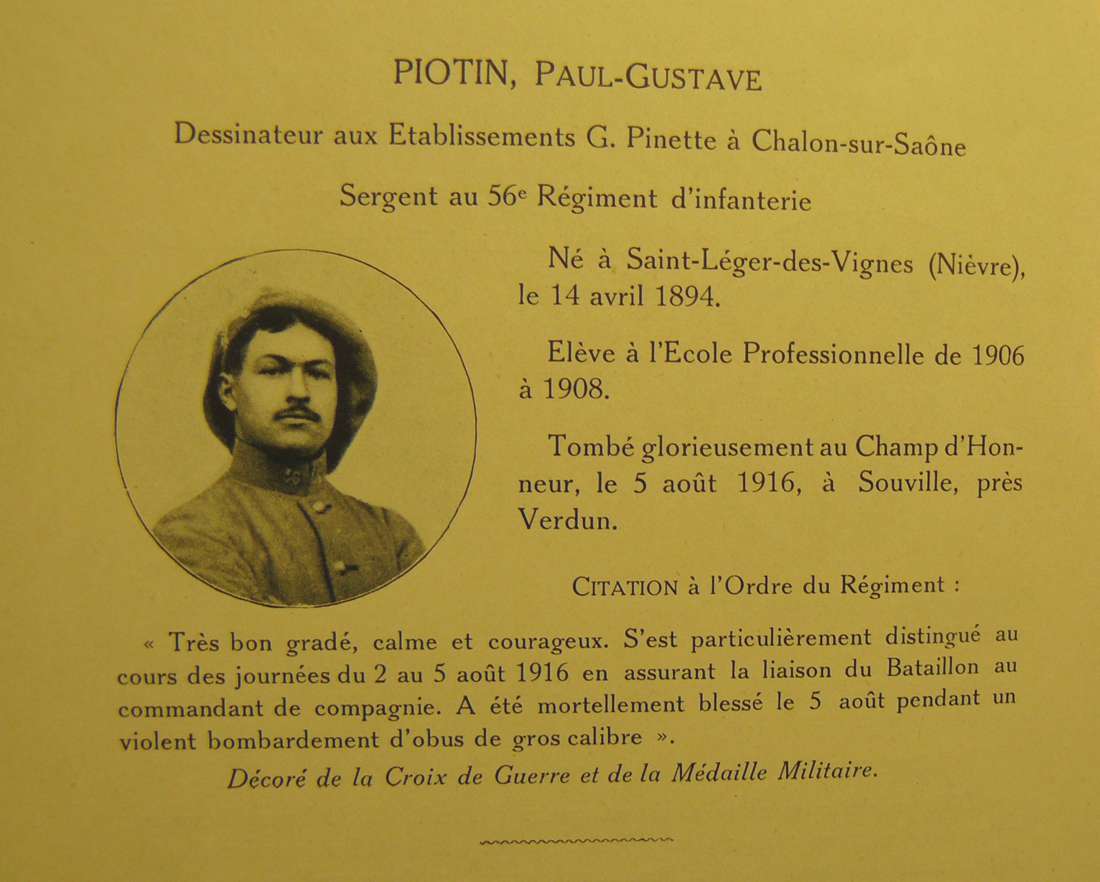 PIOTIN, PAUL-GUSTAVE
Dessinateur aux Etablissements G. Pinette à Chalon-sur-Saône
Sergent au 56e Régiment d'infanterie
Né à Saint-Léger-des-Vignes (Nièvre),
le 14 avril 1894.
Elève à l'Ecole Professionnelle de 1906
à 1908.
Tombé glorieusement au Champ d'Hon-
neur, le 5 août 1916, à Souville, près
Verdun.
CITATION à l'Ordre du Régiment :
« Très bon gradé, calme et courageux. S'est particulièrement distingué au
cours des journées du 2 au 5 août 1916 en assurant la liaison du Bataillon au
commandant de compagnie. A été mortellement blessé le 5 août pendant un
violent bombardement d'obus de gros calibre ».
Décoré de la Croix de Guerre et de la Médaille Militaire.